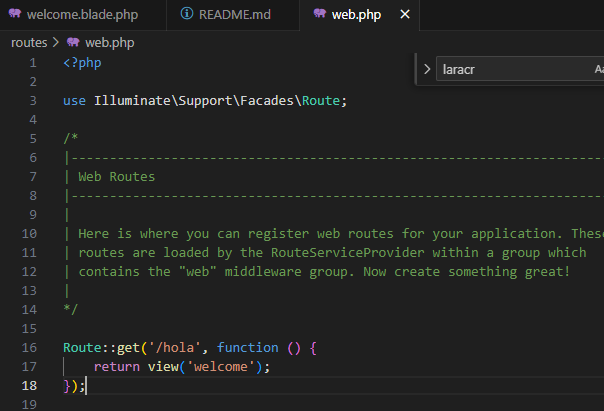 welcome.blade.php README.md web.php
routes > web.php
laracr Aa
1 <?php
2
3 use Illuminate\Support\Facades\Route;
4
5 /*
6 |--------------------------------------------------------------------------
7 | Web Routes
8 |--------------------------------------------------------------------------
9 |
10 | Here is where you can register web routes for your application. These
11 | routes are loaded by the RouteServiceProvider within a group which
12 | contains the "web" middleware group. Now create something great!
13 |
14 */
15
16 Route::get('/hola', function () {
17 return view('welcome');
18 });
19